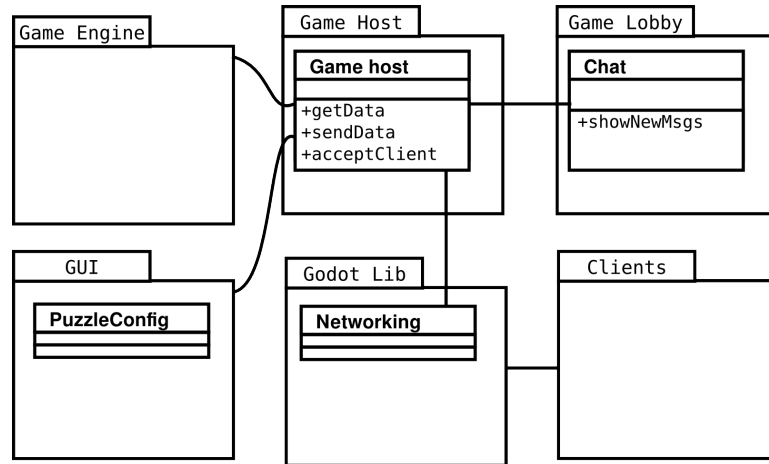 Game Engine
Game Host
Game host
+getData
+sendData
+acceptClient
Game Lobby
Chat
+showNewMsgs
GUI
PuzzleConfig
Godot Lib
Networking
Clients